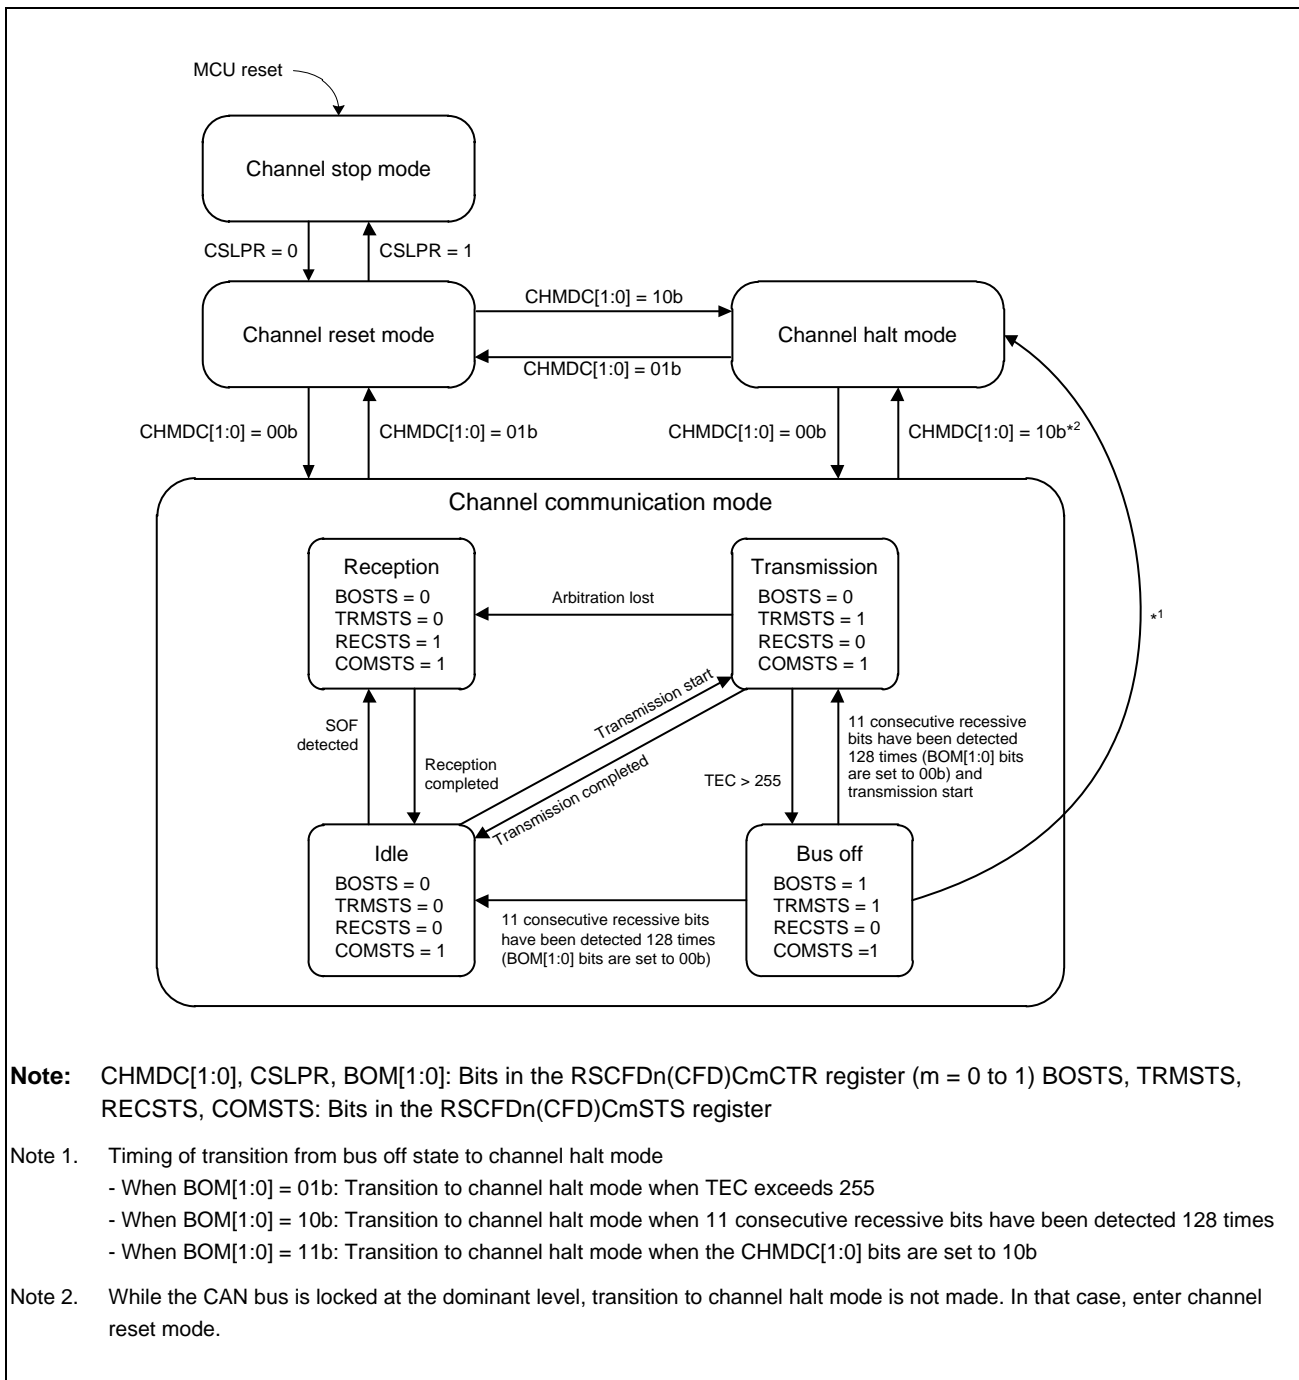 MCU reset
Channel stop mode
CSLPR = 0
CSLPR = 1
Channel reset mode
CHMDC[1:0] = 10b
CHMDC[1:0] = 01b
Channel halt mode
CHMDC[1:0] = 00b
CHMDC[1:0] = 01b
CHMDC[1:0] = 00b
CHMDC[1:0] = 10b*2
Channel communication mode
Reception
BOSTS = 0
TRMSTS = 0
RECSTS = 1
COMSTS = 1
Arbitration lost
Transmission
BOSTS = 0
TRMSTS = 1
RECSTS = 0
COMSTS = 1
*1
SOF
detected
Reception
completed
Transmission start
Transmission completed
TEC > 255
11 consecutive recessive
bits have been detected
128 times (BOM[1:0] bits
are set to 00b) and
transmission start
Idle
BOSTS = 0
TRMSTS = 0
RECSTS = 0
COMSTS = 1
11 consecutive recessive bits
have been detected 128 times
(BOM[1:0] bits are set to 00b)
Bus off
BOSTS = 1
TRMSTS = 1
RECSTS = 0
COMSTS =1
Note: CHMDC[1:0], CSLPR, BOM[1:0]: Bits in the RSCFDn(CFD)CmCTR register (m = 0 to 1) BOSTS, TRMSTS,
RECSTS, COMSTS: Bits in the RSCFDn(CFD)CmSTS register
Note 1. Timing of transition from bus off state to channel halt mode
- When BOM[1:0] = 01b: Transition to channel halt mode when TEC exceeds 255
- When BOM[1:0] = 10b: Transition to channel halt mode when 11 consecutive recessive bits have been detected 128 times
- When BOM[1:0] = 11b: Transition to channel halt mode when the CHMDC[1:0] bits are set to 10b
Note 2. While the CAN bus is locked at the dominant level, transition to channel halt mode is not made. In that case, enter channel
reset mode.